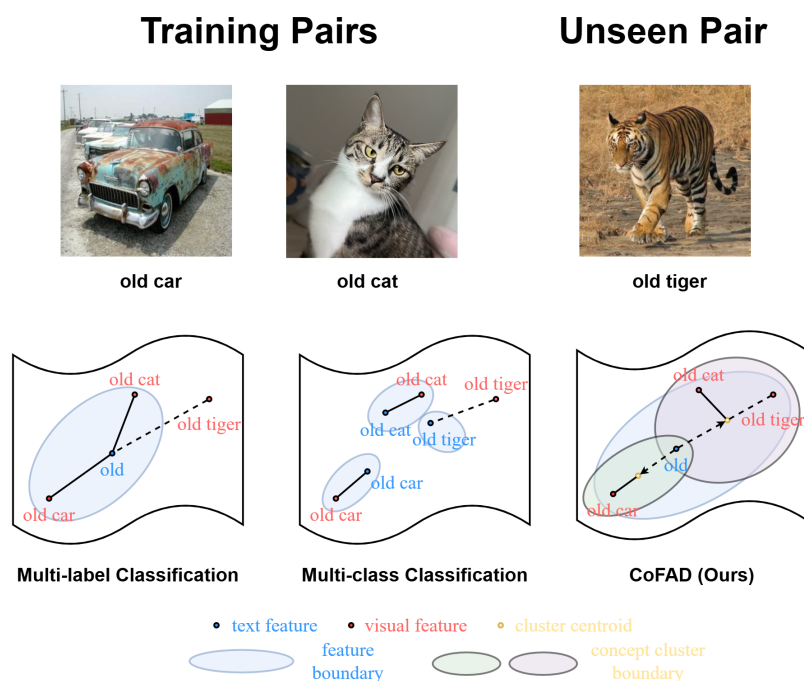 Training Pairs
Unseen Pair
old car
old cat
old tiger
old cat
old tiger
old
old car
old cat
old tiger
old cat
old tiger
old car
old car
old cat
old tiger
old
old car
Multi-label Classification
Multi-class Classification
CoFAD (Ours)
text feature
visual feature
cluster centroid
feature
boundary
concept cluster
boundary